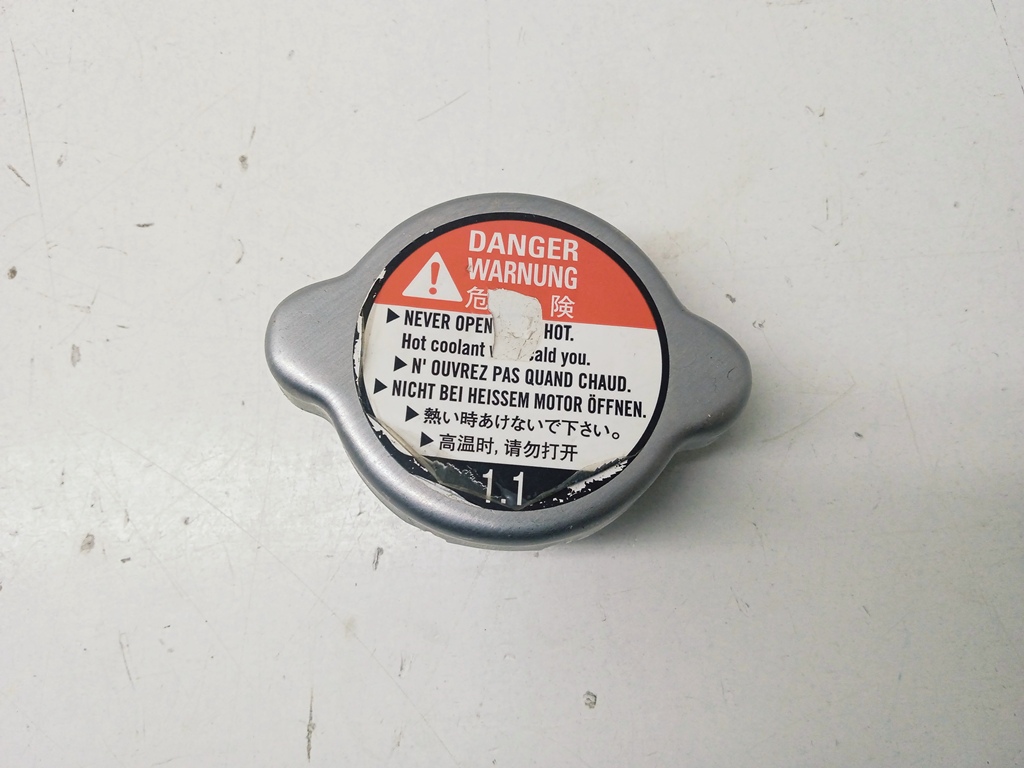 DANGER
WARNUNG
危 険
▶ NEVER OPEN HOT.
Hot coolant you.
▶ N' OUVREZ PAS QUAND CHAUD.
▶ NICHT BEI HEISSEM MOTOR ÖFFNEN.
▶ 熱い時あけないで下さい。
▶ 高温时, 请勿打开
1.1